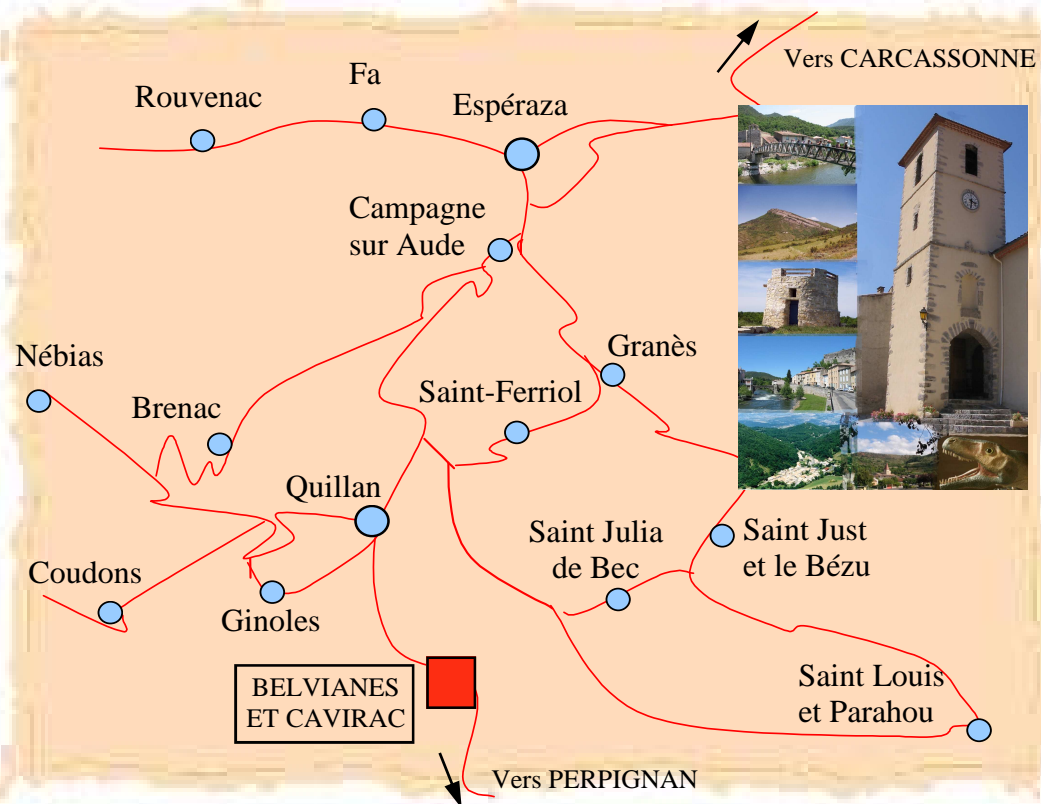 Vers CARCASSONNE
Fa
Rouvenac
Espéraza
Campagne
sur Aude
Nébias
Granès
Brenac
Saint-Ferriol
Quillan
Saint Julia
de Bec
Saint Just
et le Bézu
Coudons
Ginoles
BELVIANES
ET CAVIRAC
Saint Louis
et Parahou
Vers PERPIGNAN